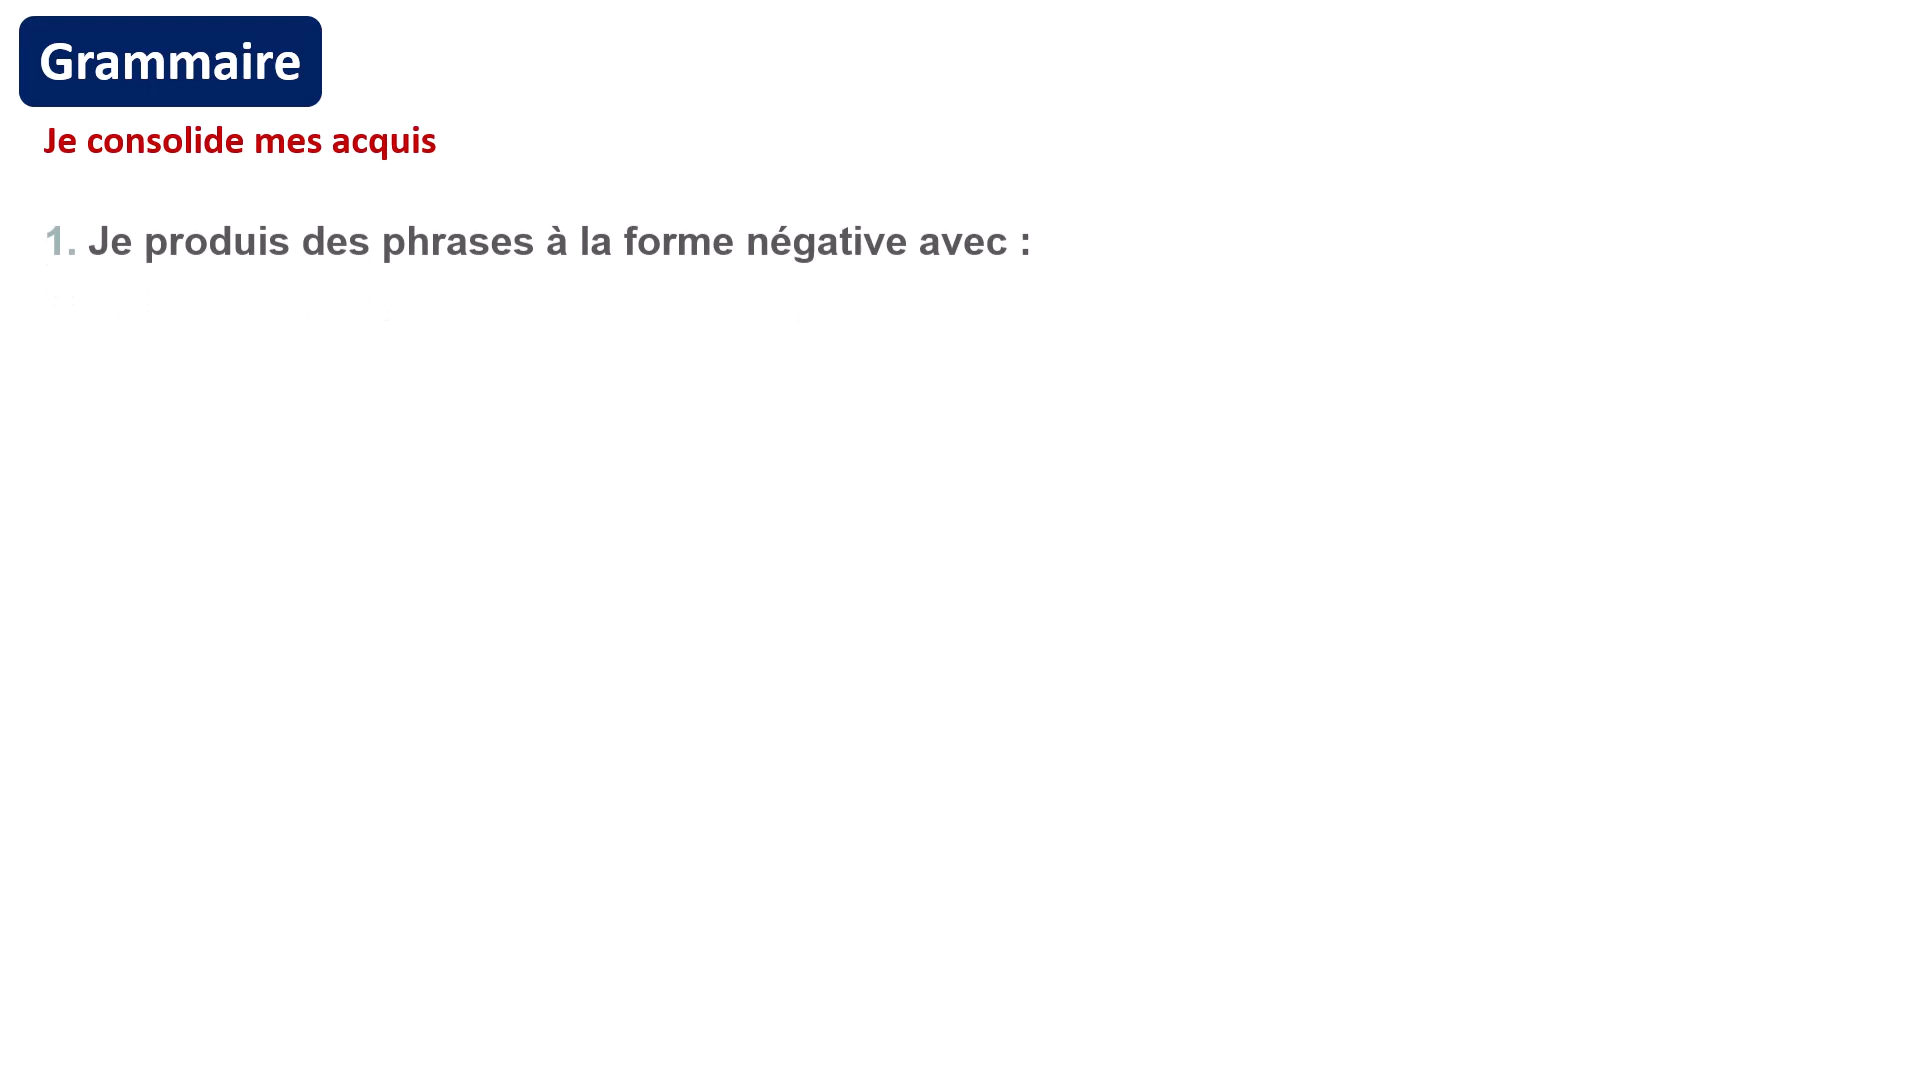 Grammaire
Je consolide mes acquis
1. Je produis des phrases à la forme négative avec :